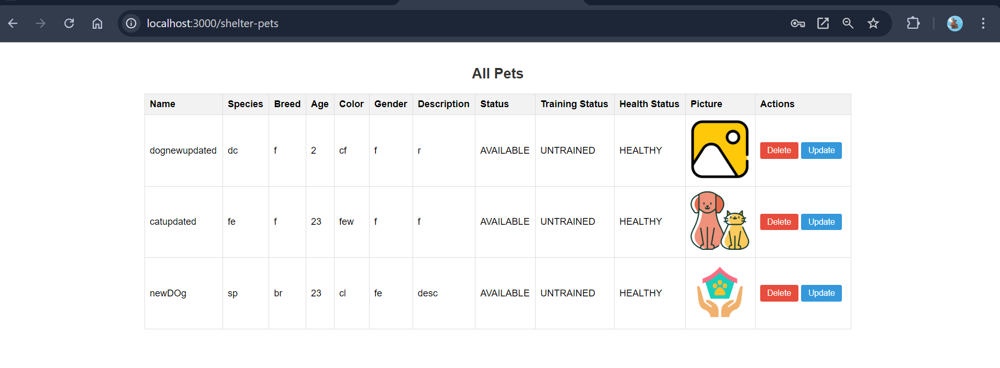 localhost:3000/shelter-pets
All Pets
Name Species Breed Age Color Gender Description Status Training Status Health Status Picture Actions
dognewupdated dc f 2 cf f r AVAILABLE UNTRAINED HEALTHY Delete Update
catupdated fe f 23 few f f AVAILABLE UNTRAINED HEALTHY Delete Update
newDOg sp br 23 cl fe desc AVAILABLE UNTRAINED HEALTHY Delete Update